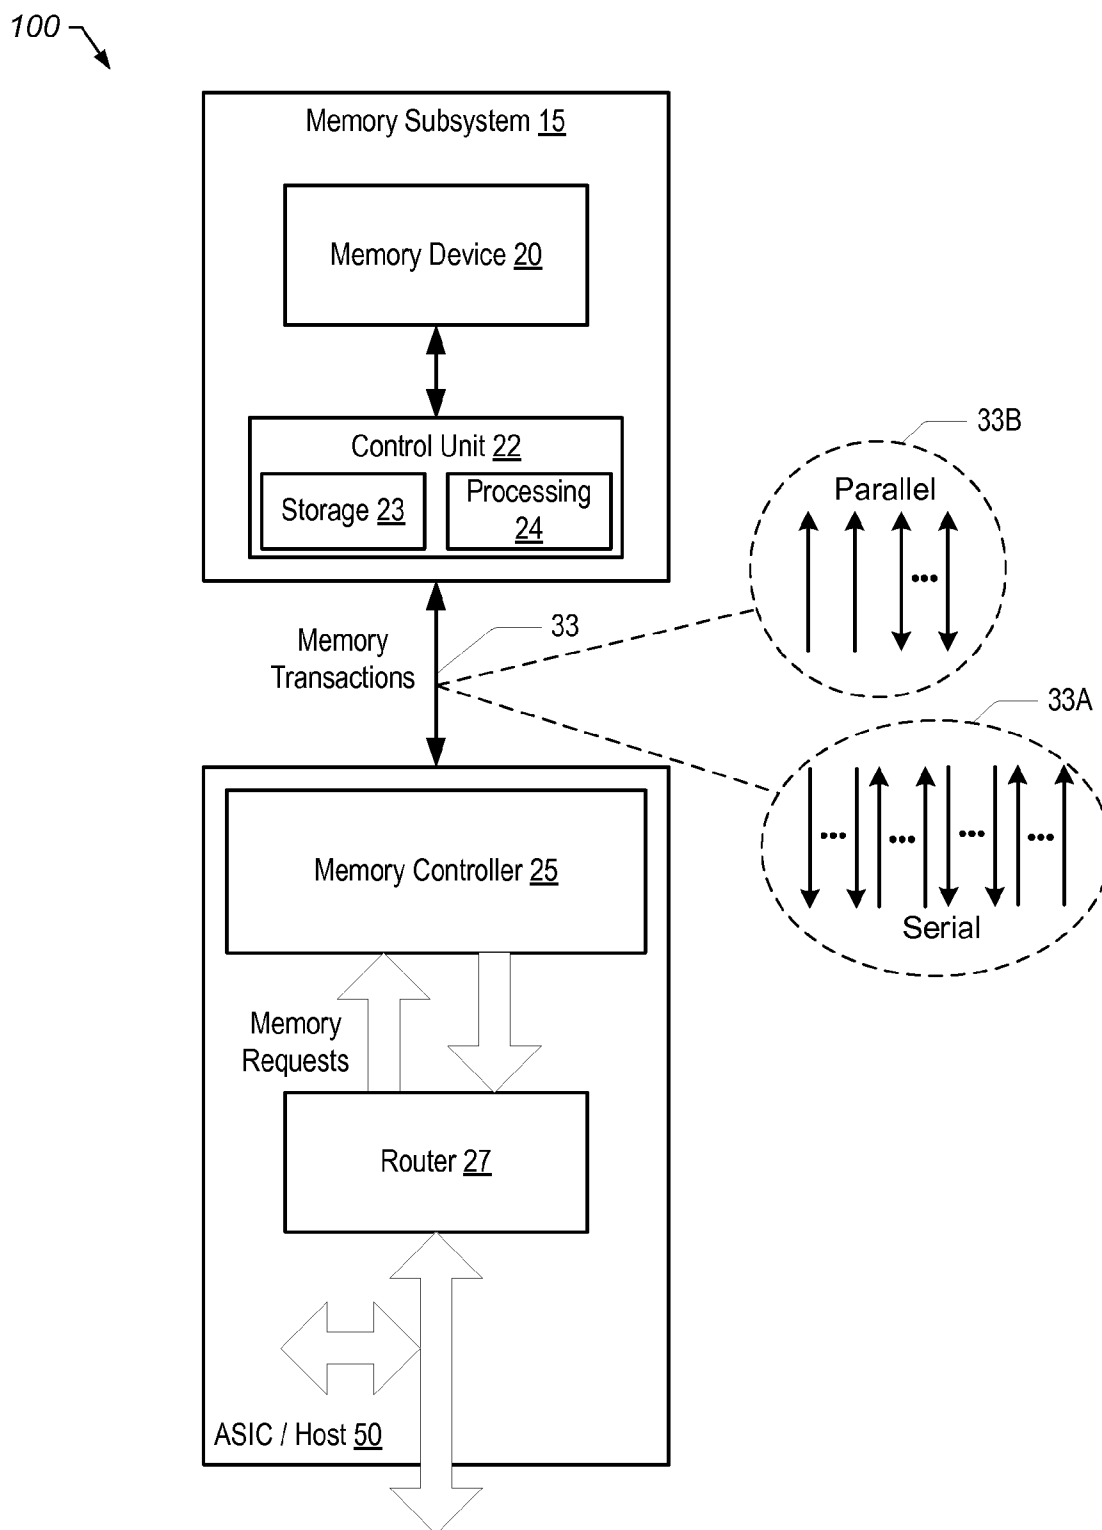 100
Memory Subsystem 15
Memory Device 20
Control Unit 22
Storage 23
Processing
24
33B
Parallel
•••
Memory
Transactions
33
33A
••• ••• ••• •••
Serial
Memory Controller 25
Memory
Requests
Router 27
ASIC / Host 50